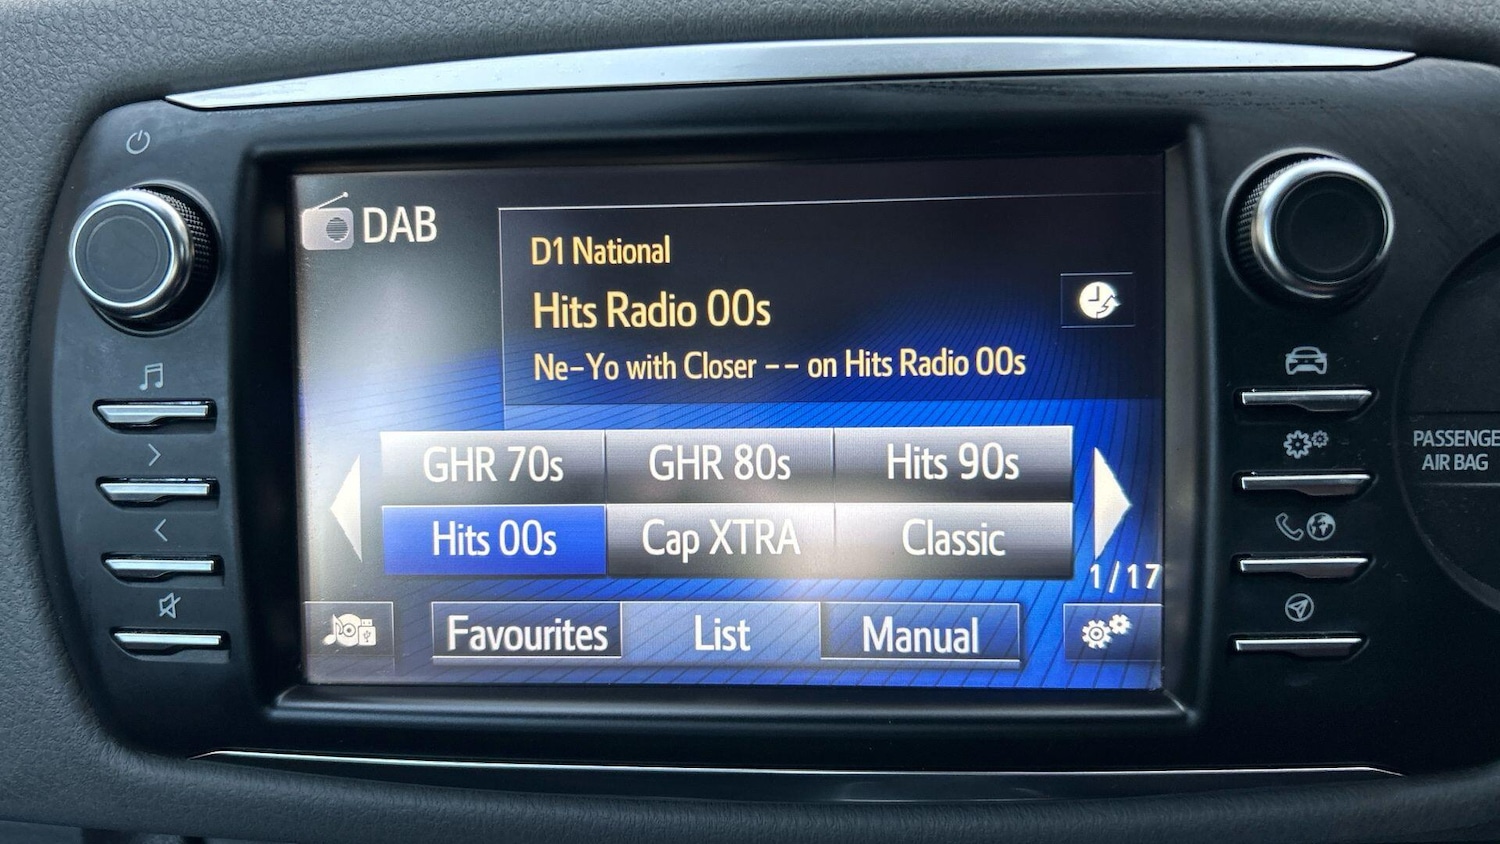 DAB
D1 National
Hits Radio 00s
Ne-Yo with Closer -- on Hits Radio 00s
GHR 70s GHR 80s Hits 90s
Hits 00s Cap XTRA Classic
1/17
Favourites List Manual
PASSENGE
AIR BAG